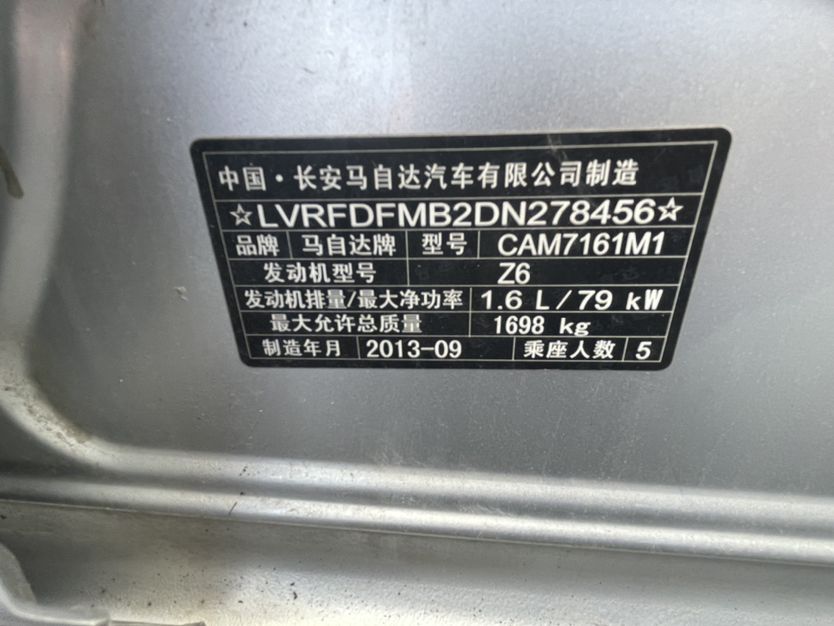 中国·长安马自达汽车有限公司制造
☆LVRFDFMB2DN278456☆
品牌 马自达牌 型号 CAM7161M1
发动机型号 Z6
发动机排量/最大净功率 1.6 L/79 kW
最大允许总质量 1698 kg
制造年月 2013-09 乘座人数 5